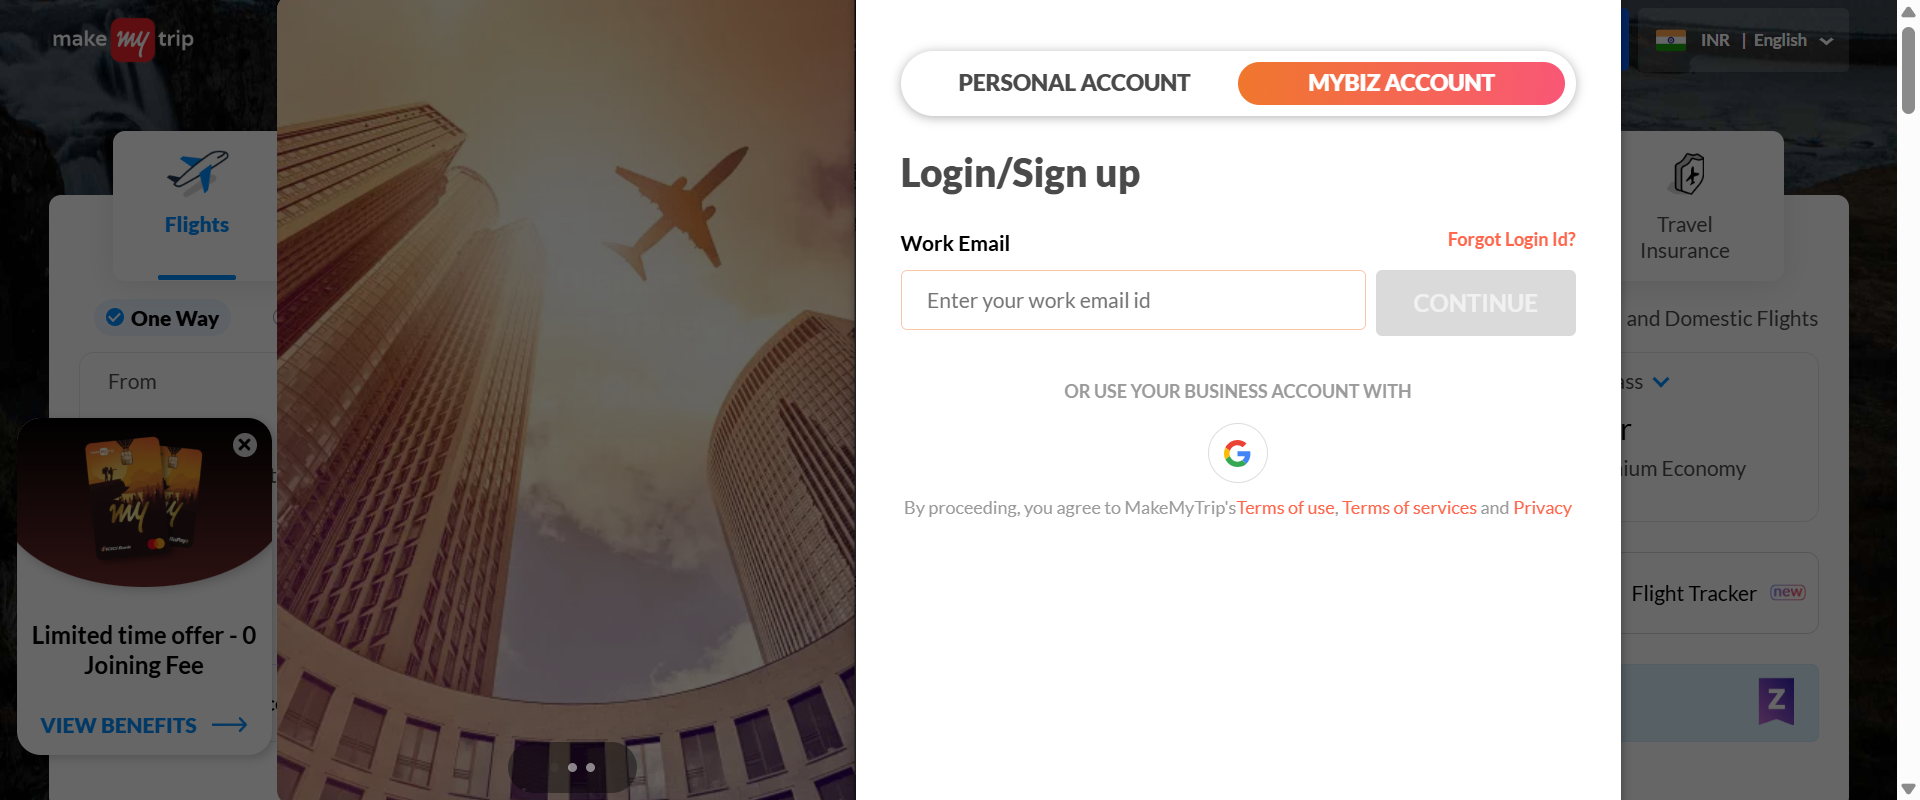 make my trip
INR | English
PERSONAL ACCOUNT
MYBIZ ACCOUNT
Login/Sign up
Work Email
Forgot Login Id?
Enter your work email id
CONTINUE
OR USE YOUR BUSINESS ACCOUNT WITH
By proceeding, you agree to MakeMyTrip'sTerms of use, Terms of services and Privacy
Flights
One Way
From
my
Limited time offer - 0
Joining Fee
VIEW BENEFITS
Travel
Insurance
and Domestic Flights
ass
r
ium Economy
Flight Tracker new
Z